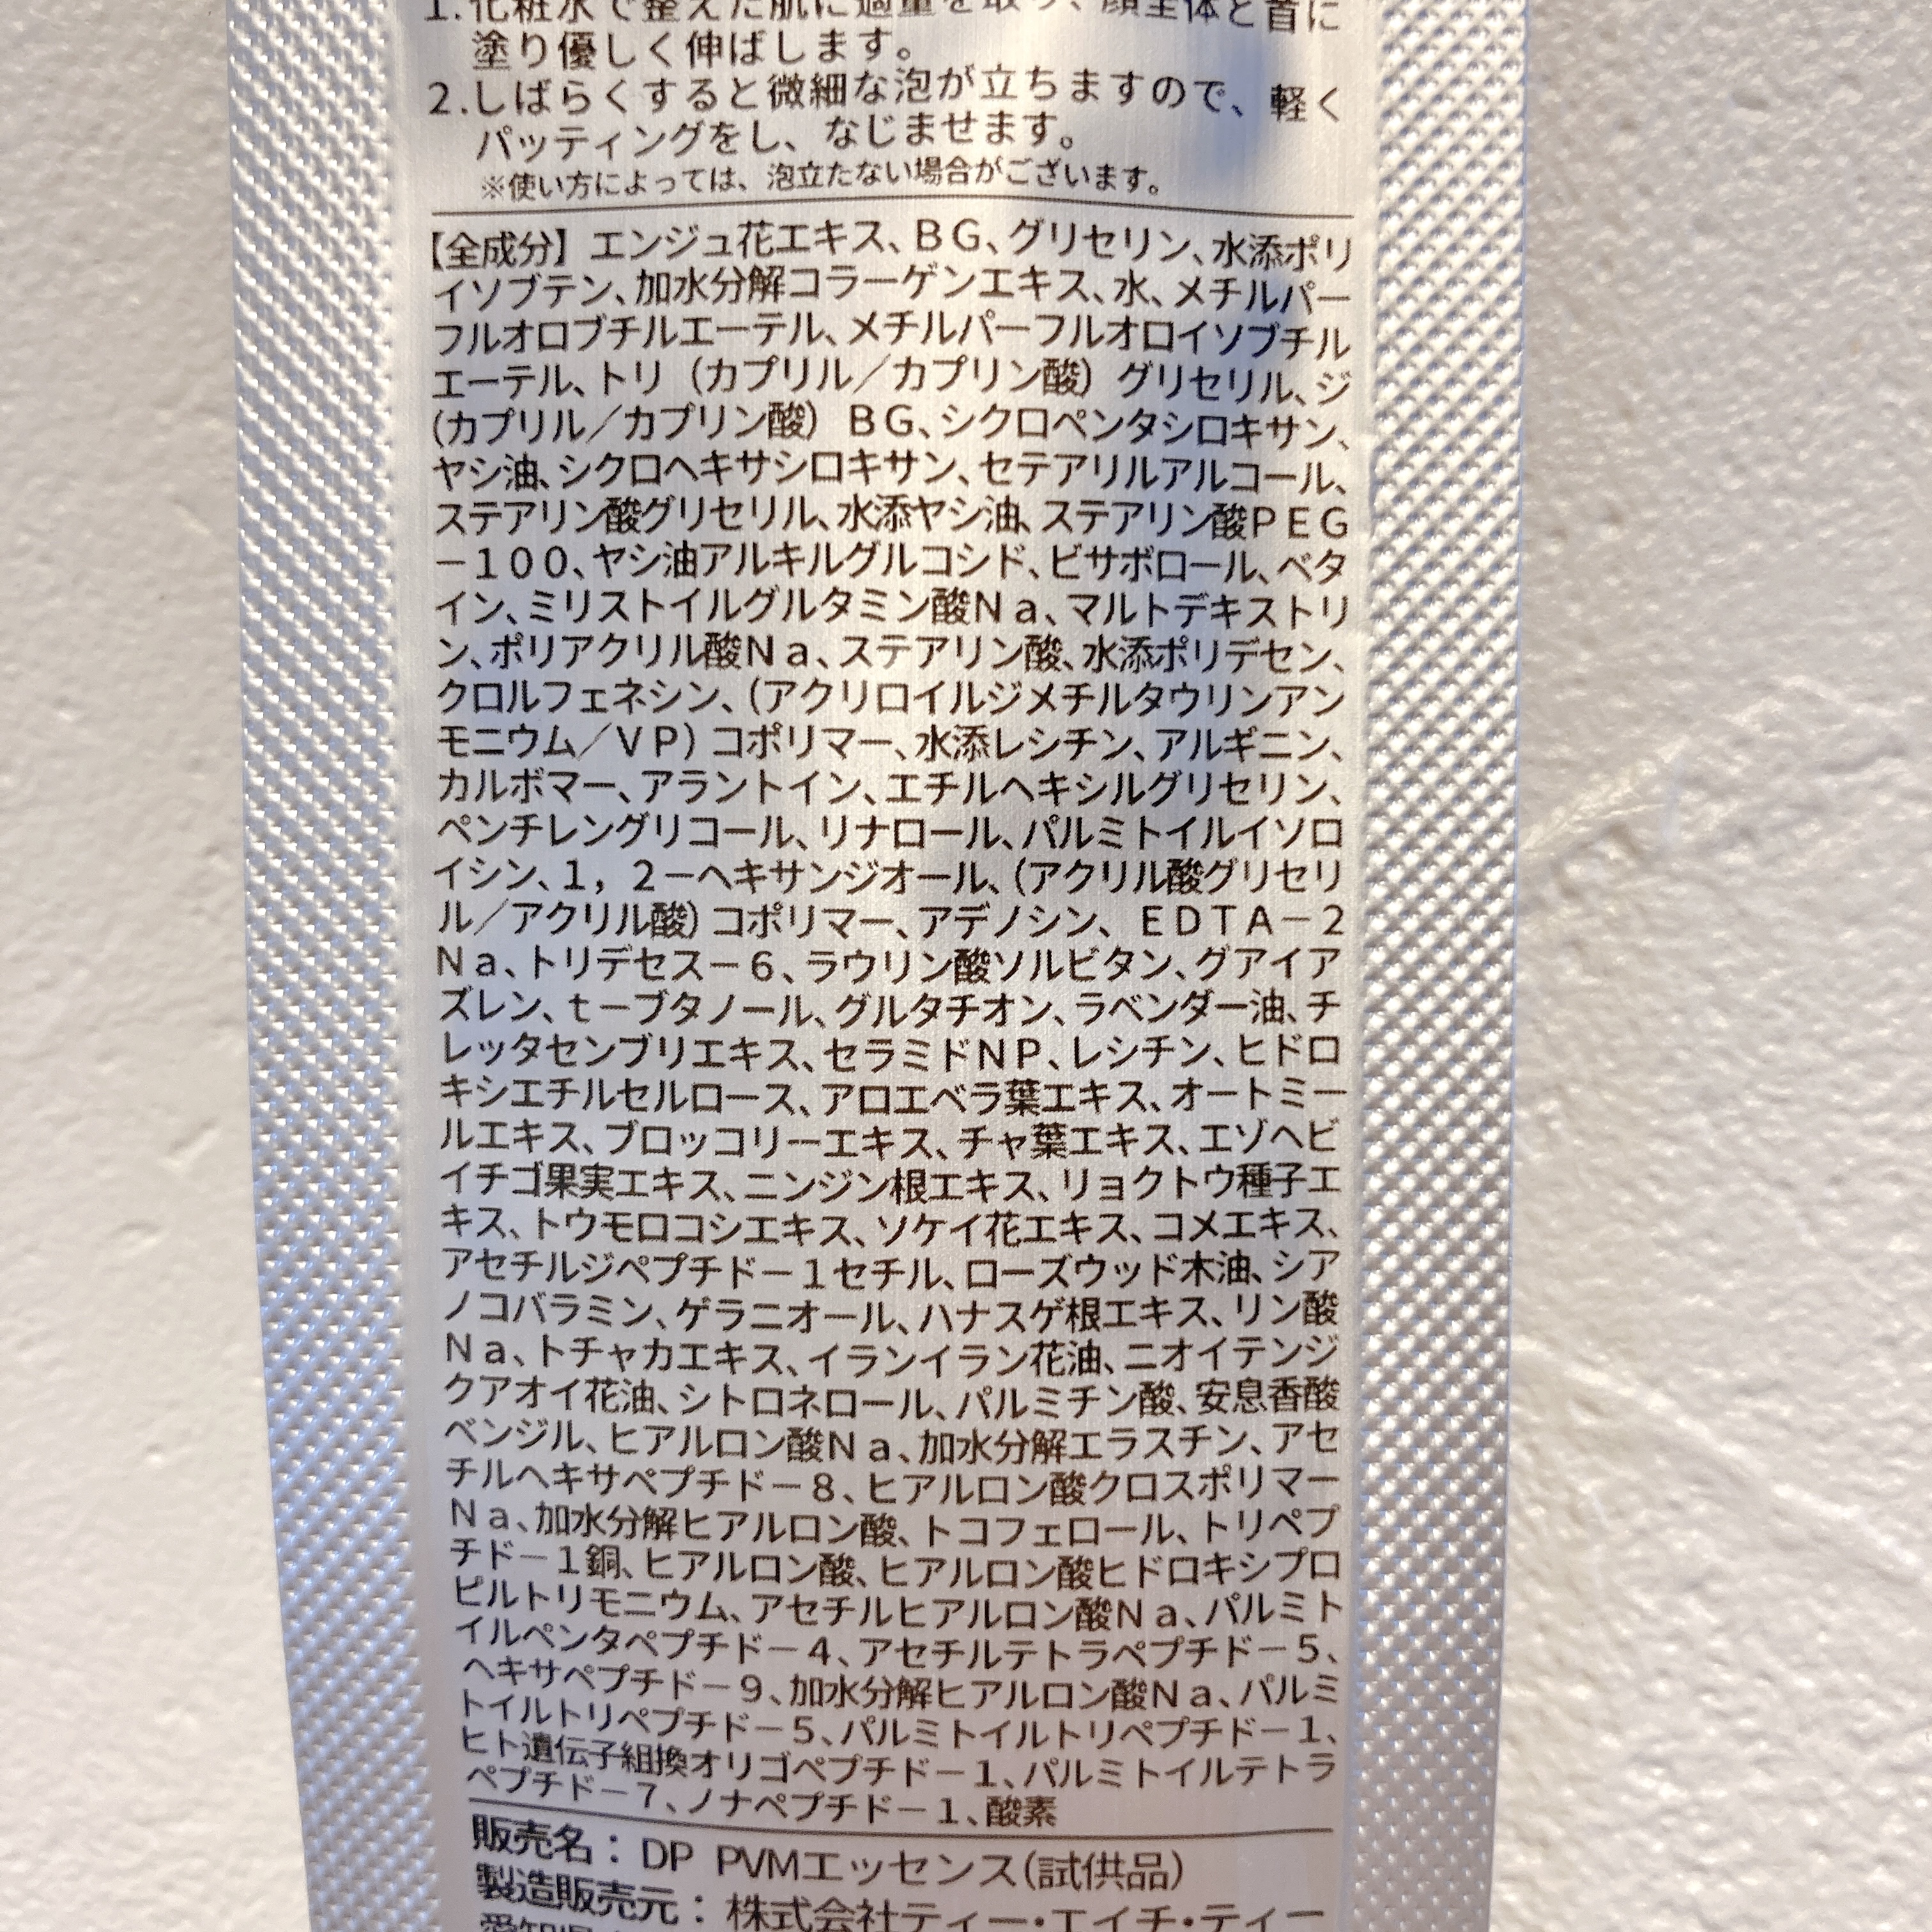 1.化粧水で整えた肌に適量を取り、顔全体と首に
塗り優しく伸ばします。
2.しばらくすると微細な泡が立ちますので、軽く
パッティングをし、なじませます。
※使い方によっては、泡立たない場合がございます。
【全成分】エンジュ花エキス、BG、グリセリン、水添ポリ
イソブテン、加水分解コラーゲンエキス、水、メチルパー
フルオロブチルエーテル、メチルパーフルオロイソブチル
エーテル、トリ（カプリル／カプリン酸）グリセリル、ジ
(カプリル／カプリン酸）BG、シクロペンタシロキサン、
ヤシ油、シクロヘキサシロキサン、セテアリルアルコール、
ステアリン酸グリセリル、水添ヤシ油、ステアリン酸PEG
－100、ヤシ油アルキルグルコシド、ビサボロール、ベタ
イン、ミリストイルグルタミン酸Na、マルトデキストリ
ン、ポリアクリル酸Na、ステアリン酸、水添ポリデセン、
クロルフェネシン、(アクリロイルジメチルタウリンアン
モニウム／VP）コポリマー、水添レシチン、アルギニン、
カルボマー、アラントイン、エチルヘキシルグリセリン、
ペンチレングリコール、リナロール、パルミトイルイソロ
イシン、1，2－ヘキサンジオール、(アクリル酸グリセリ
ル／アクリル酸）コポリマー、アデノシン、EDTA－2
Na、トリデセス－6、ラウリン酸ソルビタン、グアイア
ズレン、t－ブタノール、グルタチオン、ラベンダー油、チ
レッタセンブリエキス、セラミドNP、レシチン、ヒドロ
キシエチルセルロース、アロエベラ葉エキス、オートミー
ルエキス、ブロッコリーエキス、チャ葉エキス、エゾヘビ
イチゴ果実エキス、ニンジン根エキス、リョクトウ種子エ
キス、トウモロコシエキス、ソケイ花エキス、コメエキス、
アセチルジペプチド－1セチル、ローズウッド木油、シア
ノコバラミン、ゲラニオール、ハナスゲ根エキス、リン酸
Na、トチャカエキス、イランイラン花油、ニオイテンジ
クアオイ花油、シトロネロール、パルミチン酸、安息香酸
ベンジル、ヒアルロン酸Na、加水分解エラスチン、アセ
チルヘキサペプチド－8、ヒアルロン酸クロスポリマー
Na、加水分解ヒアルロン酸、トコフェロール、トリペプ
チド－1銅、ヒアルロン酸、ヒアルロン酸ヒドロキシプロ
ピルトリモニウム、アセチルヒアルロン酸Na、パルミト
イルペンタペプチド－4、アセチルテトラペプチド－5、
ヘキサペプチド－9、加水分解ヒアルロン酸Na、パルミ
トイルトリペプチド－5、パルミトイルトリペプチド－1、
ヒト遺伝子組換オリゴペプチド－1、パルミトイルテトラ
ペプチド－7、ノナペプチド－1、酸素
販売名：DP PVMエッセンス(試供品)
製造販売元：株式会社ティー・エイチ・ティー